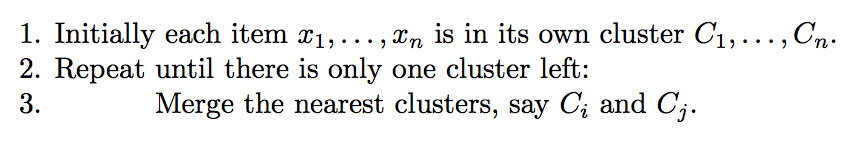 1. Initially each item x₁, . . . , xₙ is in its own cluster C₁, . . . , Cₙ.
2. Repeat until there is only one cluster left:
3. Merge the nearest clusters, say Cᵢ and Cⱼ.